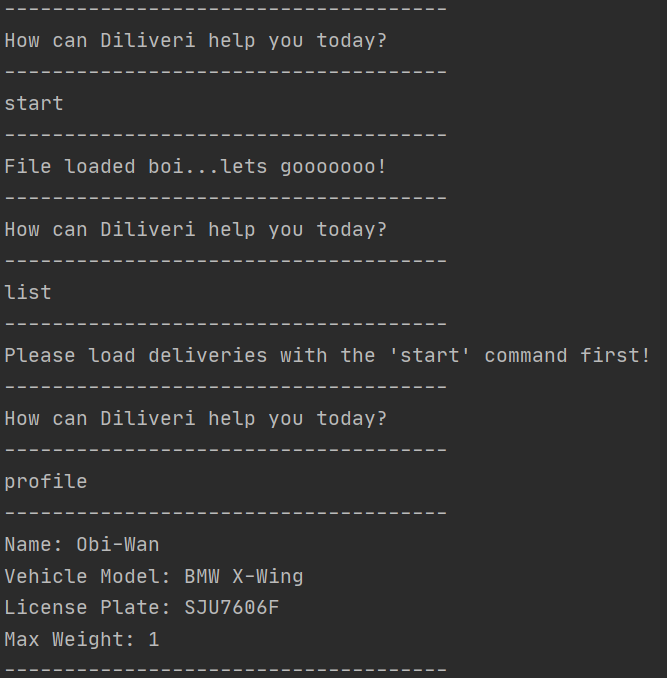 -------------------------------------
How can Diliveri help you today?
-------------------------------------
start
-------------------------------------
File loaded boi...lets gooooooo!
-------------------------------------
How can Diliveri help you today?
-------------------------------------
list
-------------------------------------
Please load deliveries with the 'start' command first!
-------------------------------------
How can Diliveri help you today?
-------------------------------------
profile
-------------------------------------
Name: Obi-Wan
Vehicle Model: BMW X-Wing
License Plate: SJU7606F
Max Weight: 1
-------------------------------------